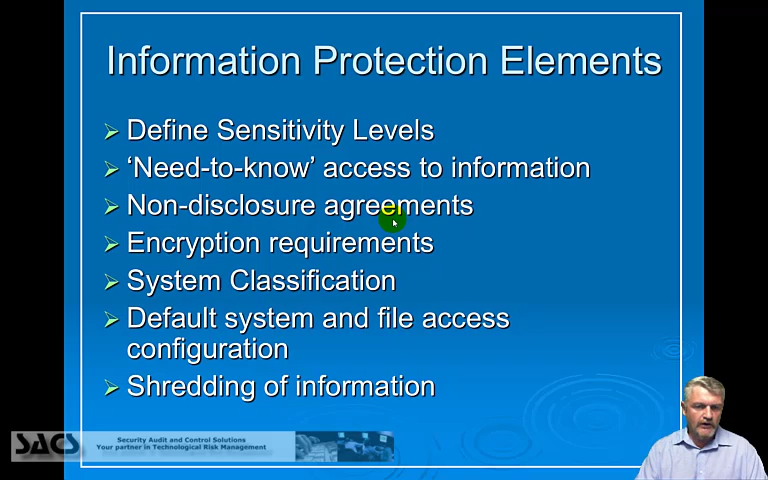 Information Protection Elements
Define Sensitivity Levels
‘Need-to-know’ access to information
Non-disclosure agreements
Encryption requirements
System Classification
Default system and file access
configuration
Shredding of information
SACS
Security Audit and Control Solutions
Your partner in Technological Risk Management